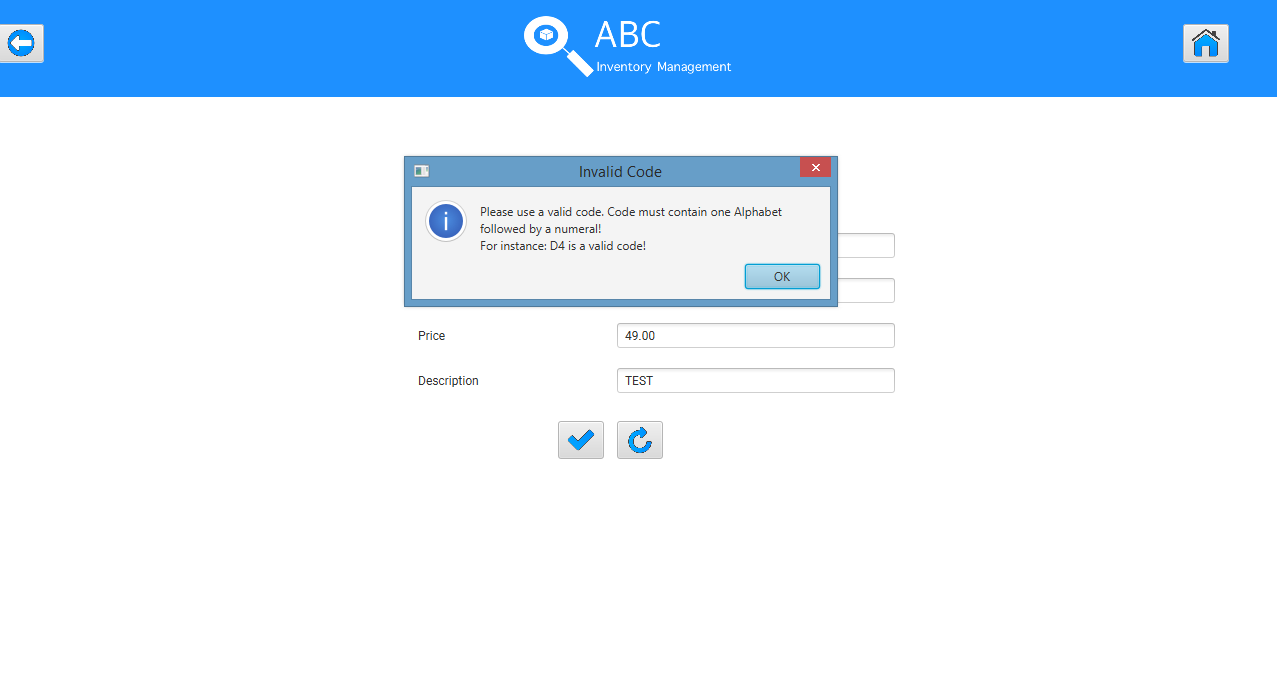 ABC
Inventory Management
Invalid Code
Please use a valid code. Code must contain one Alphabet
followed by a numeral!
For instance: D4 is a valid code!
OK
Price
49.00
Description
TEST